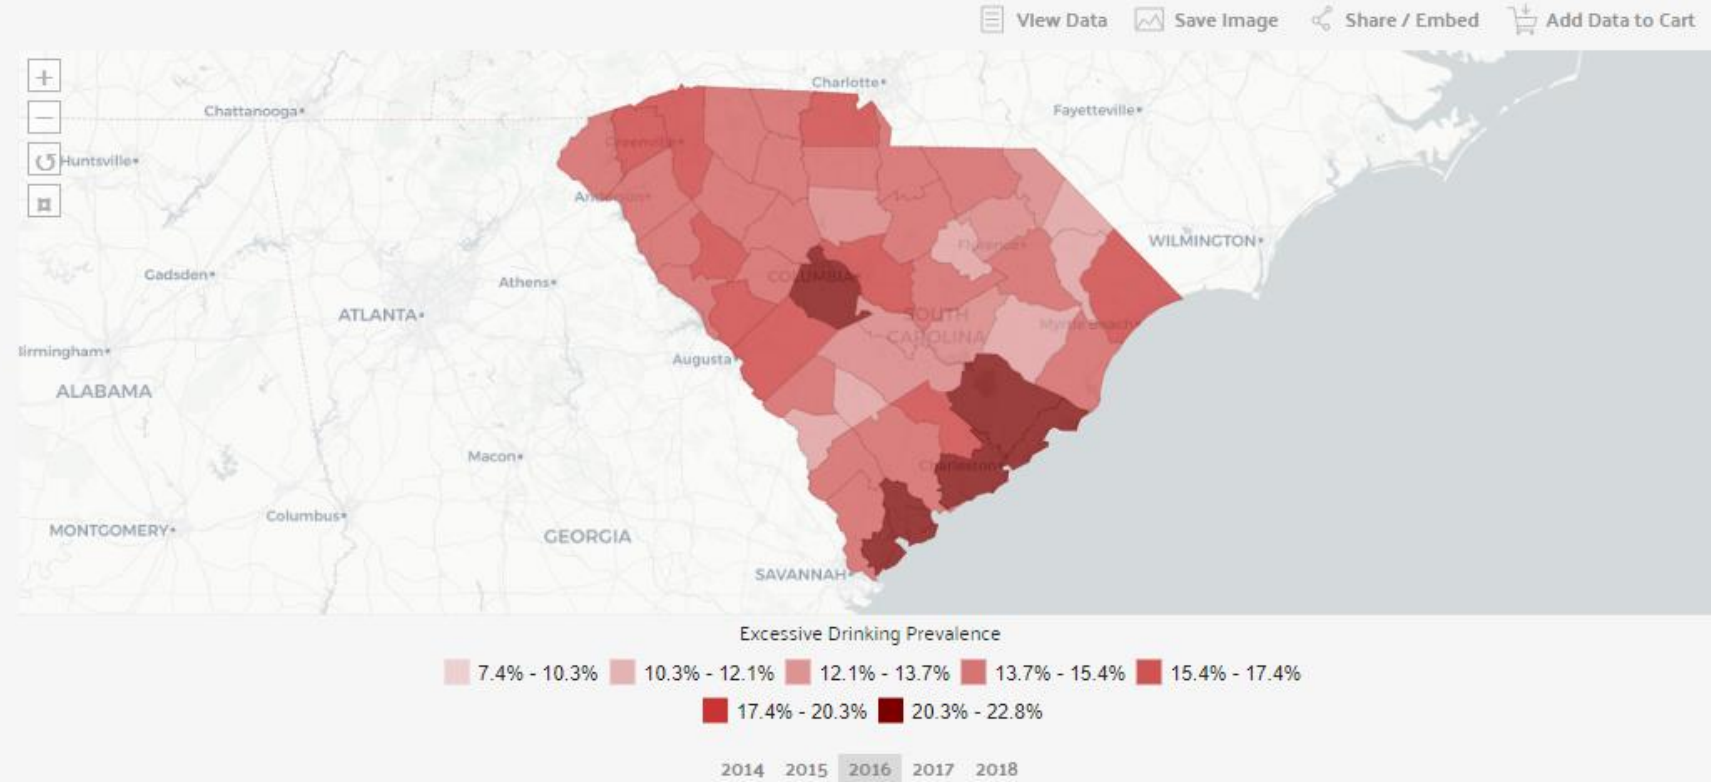 View Data Save Image Share / Embed Add Data to Cart
Charlotte
Chattanooga
Fayetteville
Greenville
Huntsville
Anderson
WILMINGTON
Florence
Gadsden
COLUMBIA
Athens
ATLANTA
SOUTH
CAROLINA
Myrtle Beach
Birmingham
Augusta
ALABAMA
Macon
Charleston
Columbus
MONTGOMERY
GEORGIA
SAVANNAH
Excessive Drinking Prevalence
7.4% - 10.3% 10.3% - 12.1% 12.1% - 13.7% 13.7% - 15.4% 15.4% - 17.4%
17.4% - 20.3% 20.3% - 22.8%
2014 2015 2016 2017 2018